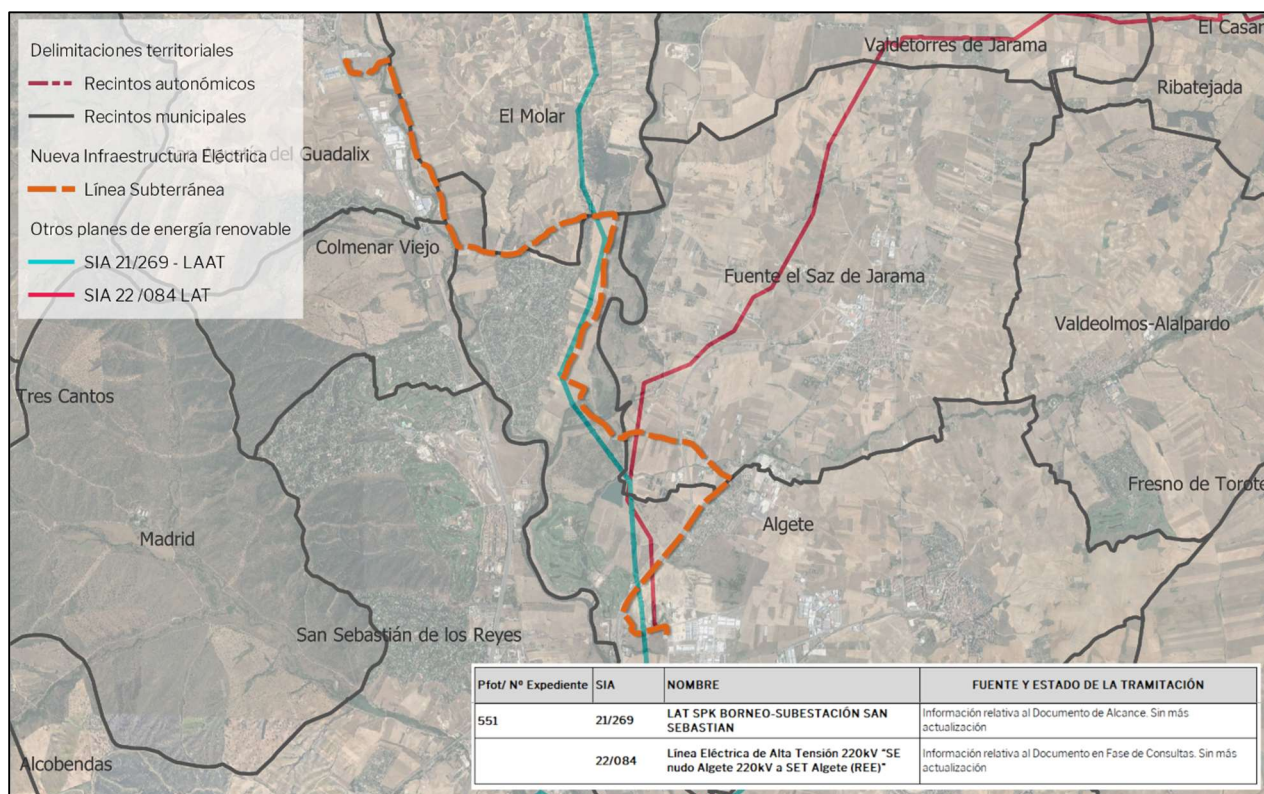 Delimitaciones territoriales
Recintos autonómicos
Recintos municipales
Nueva Infraestructura Eléctrica
Línea Subterránea
Otros planes de energía renovable
SIA 21/269 - LAAT
SIA 22 /084 LAT
El Casar
Valdetorres de Jarama
Ribatejada
El Molar
del Guadalix
Colmenar Viejo
Fuente el Saz de Jarama
Valdeolmos-Alalpardo
Tres Cantos
Fresno de Torote
Algete
Madrid
San Sebastián de los Reyes
Alcobendas
Pfot/ Nº Expediente SIA NOMBRE FUENTE Y ESTADO DE LA TRAMITACIÓN
551 21/269 LAT SPK BORNEO-SUBESTACIÓN SAN SEBASTIAN Información relativa al Documento de Alcance. Sin más actualización
22/084 Línea Eléctrica de Alta Tensión 220kV "SE nudo Algete 220kV a SET Algete (REE)" Información relativa al Documento en Fase de Consultas. Sin más actualización